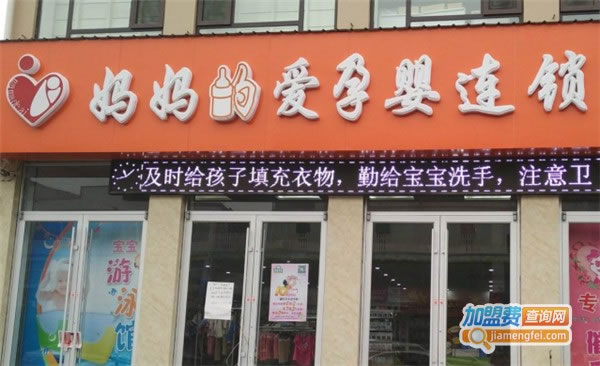 妈妈的爱孕婴连锁
及时给孩子填充衣物，勤给宝宝洗手，注意卫
宝宝
游
泳
馆
专
加盟费查询网
jiamengfei.com